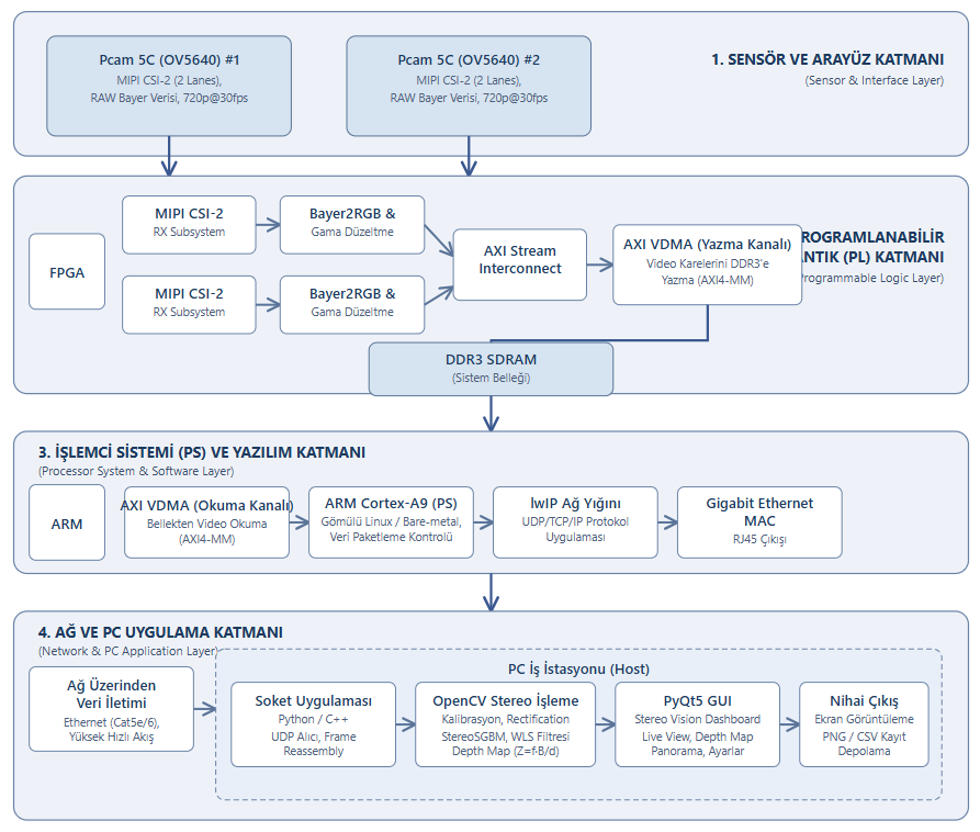 Pcam 5C (OV5640) #1
MIPI CSI-2 (2 Lanes),
RAW Bayer Verisi, 720p@30fps
Pcam 5C (OV5640) #2
MIPI CSI-2 (2 Lanes),
RAW Bayer Verisi, 720p@30fps
1. SENSÖR VE ARAYÜZ KATMANI
(Sensor & Interface Layer)
FPGA
MIPI CSI-2
RX Subsystem
Bayer2RGB &
Gama Düzeltme
MIPI CSI-2
RX Subsystem
Bayer2RGB &
Gama Düzeltme
AXI Stream
Interconnect
AXI VDMA (Yazma Kanalı)
Video Karelerini DDR3'e
Yazma (AXI4-MM)
ROGRAMLANABİLİR
ANTIK (PL) KATMANI
Programmable Logic Layer)
DDR3 SDRAM
(Sistem Belleği)
3. İŞLEMCİ SİSTEMİ (PS) VE YAZILIM KATMANI
(Processor System & Software Layer)
ARM
AXI VDMA (Okuma Kanalı)
Bellekten Video Okuma
(AXI4-MM)
ARM Cortex-A9 (PS)
Gömülü Linux / Bare-metal,
Veri Paketleme Kontrolü
lwIP Ağ Yığını
UDP/TCP/IP Protokol
Uygulaması
Gigabit Ethernet
MAC
RJ45 Çıkışı
4. AĞ VE PC UYGULAMA KATMANI
(Network & PC Application Layer)
PC İş İstasyonu (Host)
Ağ Üzerinden
Veri İletimi
Ethernet (Cat5e/6),
Yüksek Hızlı Akış
Soket Uygulaması
Python / C++
UDP Alıcı, Frame
Reassembly
OpenCV Stereo İşleme
Kalibrasyon, Rectification
StereoSGBM, WLS Filtresi
Depth Map (Z=f·B/d)
PyQt5 GUI
Stereo Vision Dashboard
Live View, Depth Map
Panorama, Ayarlar
Nihai Çıkış
Ekran Görüntüleme
PNG / CSV Kayıt
Depolama